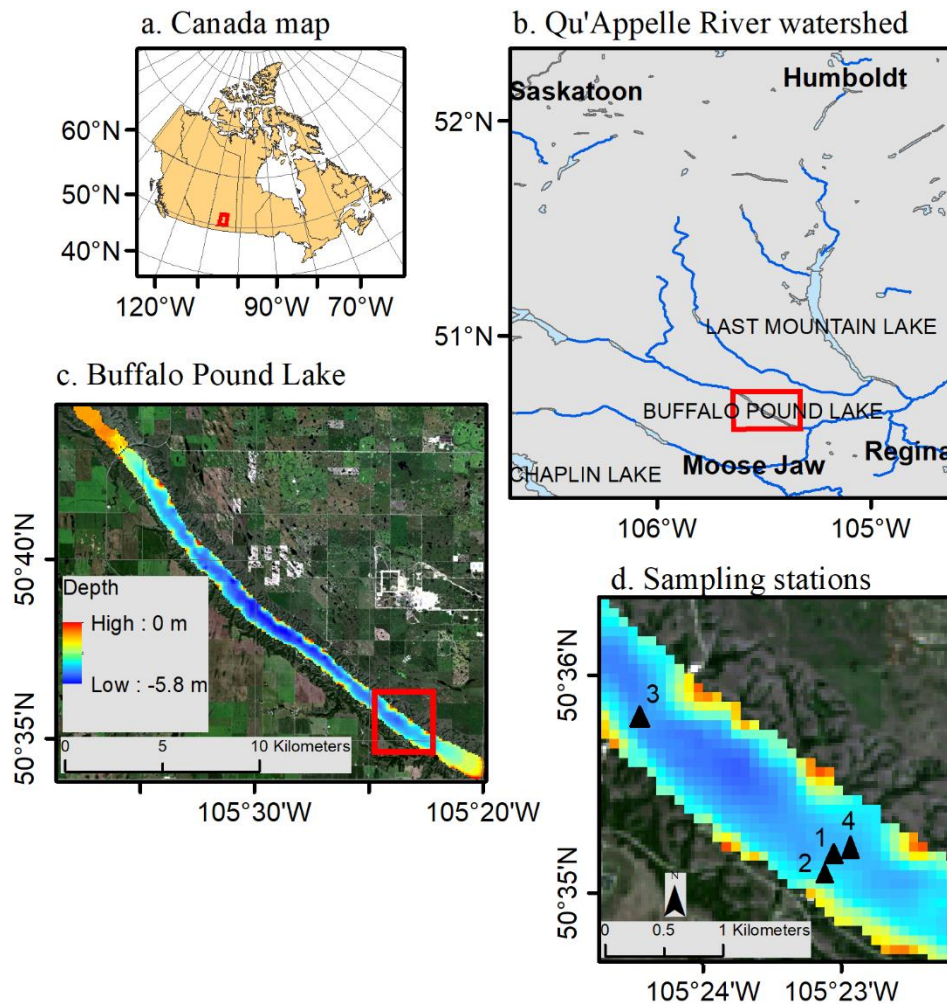 a. Canada map
60°N
50°N
40°N
120°W
90°W
70°W
b. Qu'Appelle River watershed
Saskatoon
Humboldt
52°N
51°N
LAST MOUNTAIN LAKE
BUFFALO POUND LAKE
CHAPLIN LAKE
Moose Jaw
Regina
106°W
105°W
c. Buffalo Pound Lake
50°40'N
50°35'N
Depth
High : 0 m
Low : -5.8 m
0 5 10 Kilometers
105°30'W
105°20'W
d. Sampling stations
50°36'N
50°35'N
3
4
1
2
N
0 0.5 1 Kilometers
105°24'W
105°23'W